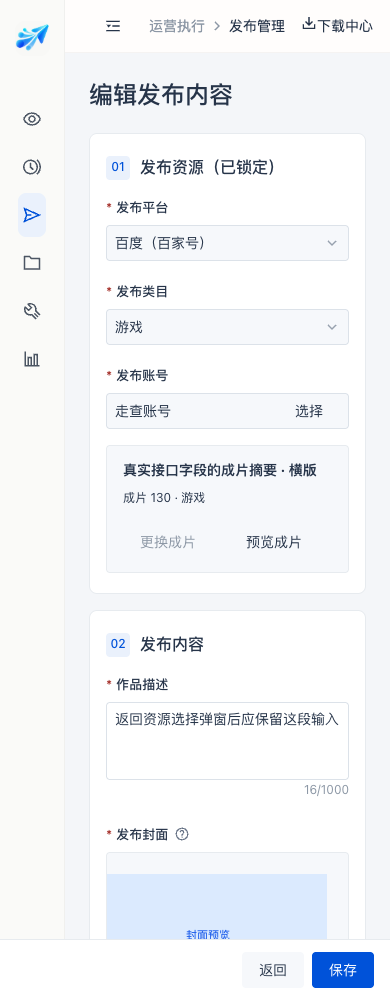 运营执行 > 发布管理 下载中心
编辑发布内容
01 发布资源（已锁定）
* 发布平台
百度（百家号）
* 发布类目
游戏
* 发布账号
走查账号 选择
真实接口字段的成片摘要 · 横版
成片 130 · 游戏
更换成片 预览成片
02 发布内容
* 作品描述
返回资源选择弹窗后应保留这段输入
16/1000
* 发布封面
封面预览
返回 保存